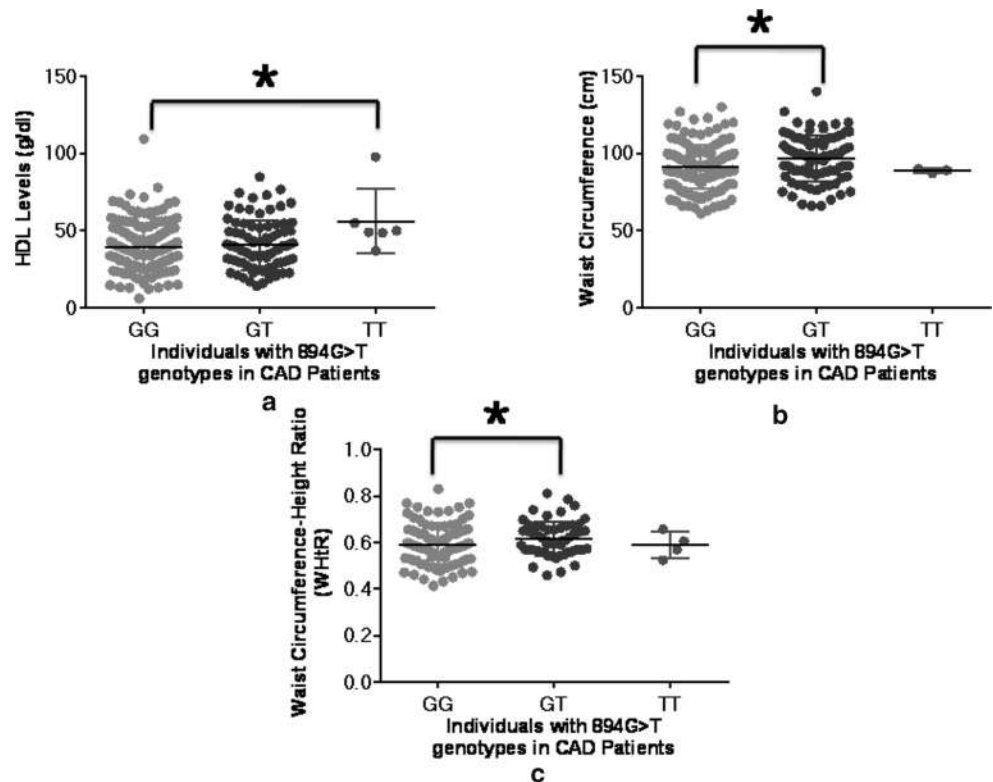 *
150
100
50
0
HDL Levels (g/dl)
GG GT TT
Individuals with 894G>T
genotypes in CAD Patients
a
*
150
100
50
0
Waist Circumference (cm)
GG GT TT
Individuals with 894G>T
genotypes in CAD Patients
b
*
1.0
0.8
0.6
0.4
0.2
0.0
Waist Circumference-Height Ratio
(WHtR)
GG GT TT
Individuals with 894G>T
genotypes in CAD Patients
c